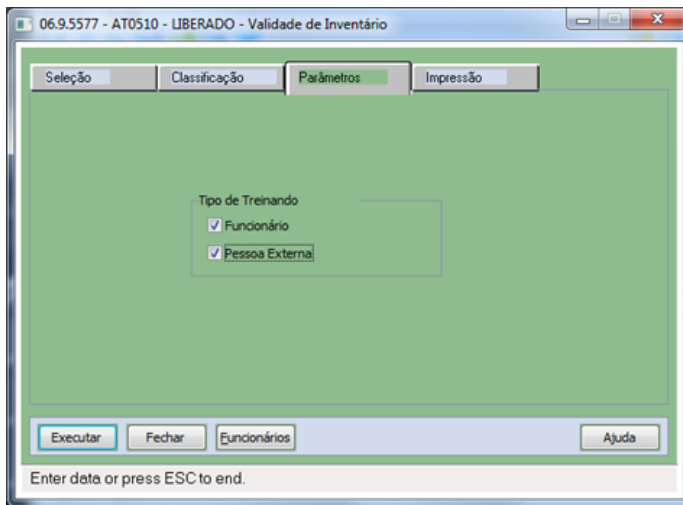 06.9.5577 - AT0510 - LIBERADO - Validade de Inventário
Seleção Classificação Parâmetros Impressão
Tipo de Treinando
Funcionário
Pessoa Externa
Executar Fechar Funcionários Ajuda
Enter data or press ESC to end.